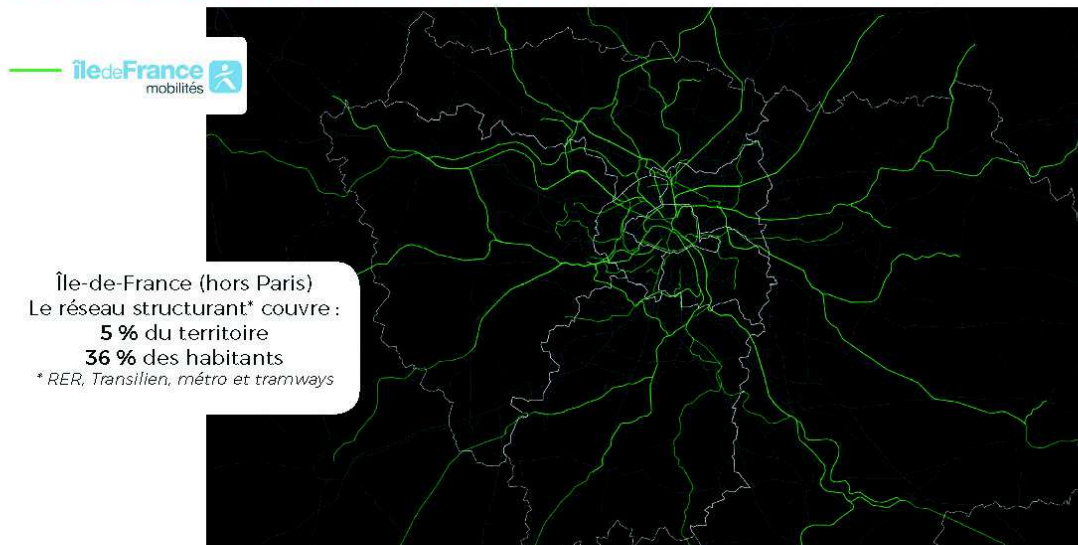 îledeFrance
mobilités
Île-de-France (hors Paris)
Le réseau structurant* couvre :
5 % du territoire
36 % des habitants
* RER, Transilien, métro et tramways